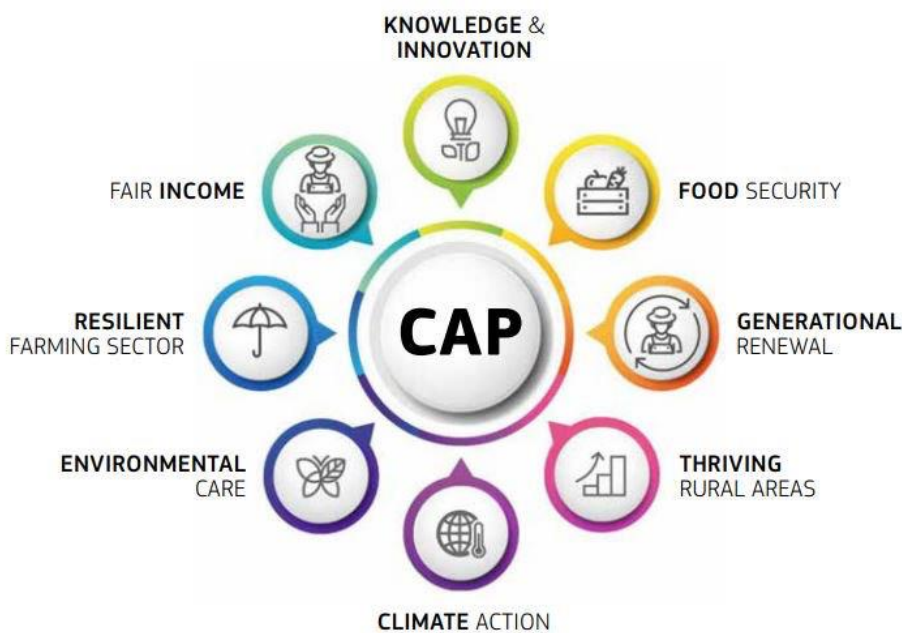 KNOWLEDGE &
INNOVATION
FAIR INCOME
FOOD SECURITY
RESILIENT
FARMING SECTOR
CAP
GENERATIONAL
RENEWAL
ENVIRONMENTAL
CARE
THRIVING
RURAL AREAS
CLIMATE ACTION